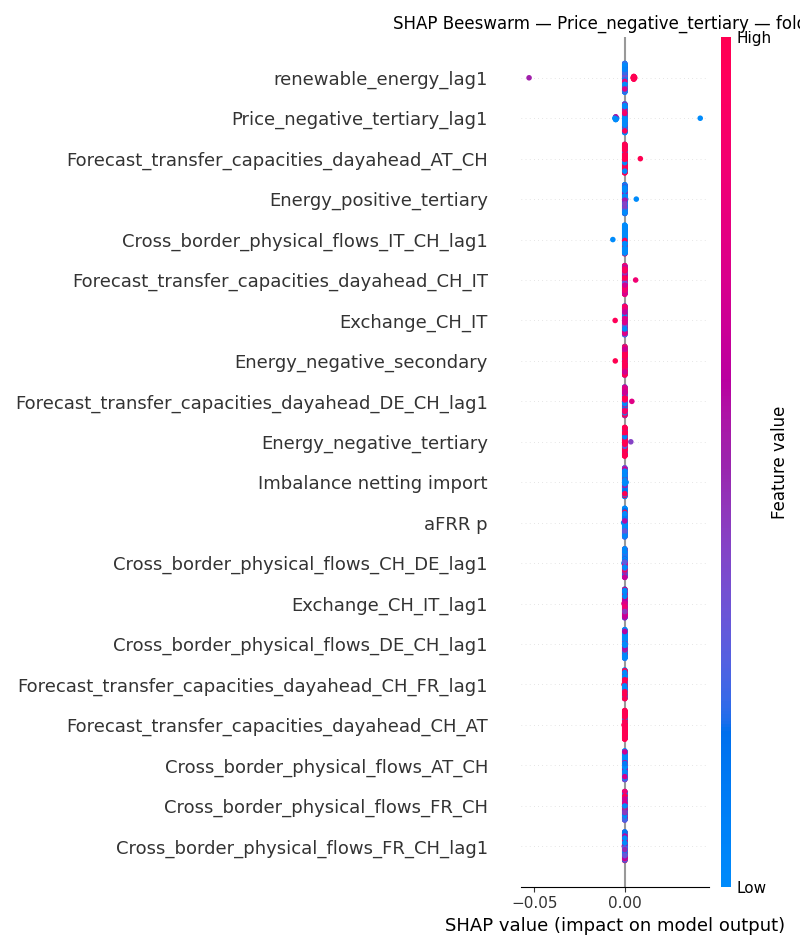 SHAP Beeswarm — Price_negative_tertiary — fol
High
renewable_energy_lag1
Price_negative_tertiary_lag1
Forecast_transfer_capacities_dayahead_AT_CH
Energy_positive_tertiary
Cross_border_physical_flows_IT_CH_lag1
Forecast_transfer_capacities_dayahead_CH_IT
Exchange_CH_IT
Energy_negative_secondary
Forecast_transfer_capacities_dayahead_DE_CH_lag1
Energy_negative_tertiary
Imbalance netting import
aFRR p
Cross_border_physical_flows_CH_DE_lag1
Exchange_CH_IT_lag1
Cross_border_physical_flows_DE_CH_lag1
Forecast_transfer_capacities_dayahead_CH_FR_lag1
Forecast_transfer_capacities_dayahead_CH_AT
Cross_border_physical_flows_AT_CH
Cross_border_physical_flows_FR_CH
Cross_border_physical_flows_FR_CH_lag1
Feature value
Low
−0.05 0.00
SHAP value (impact on model output)